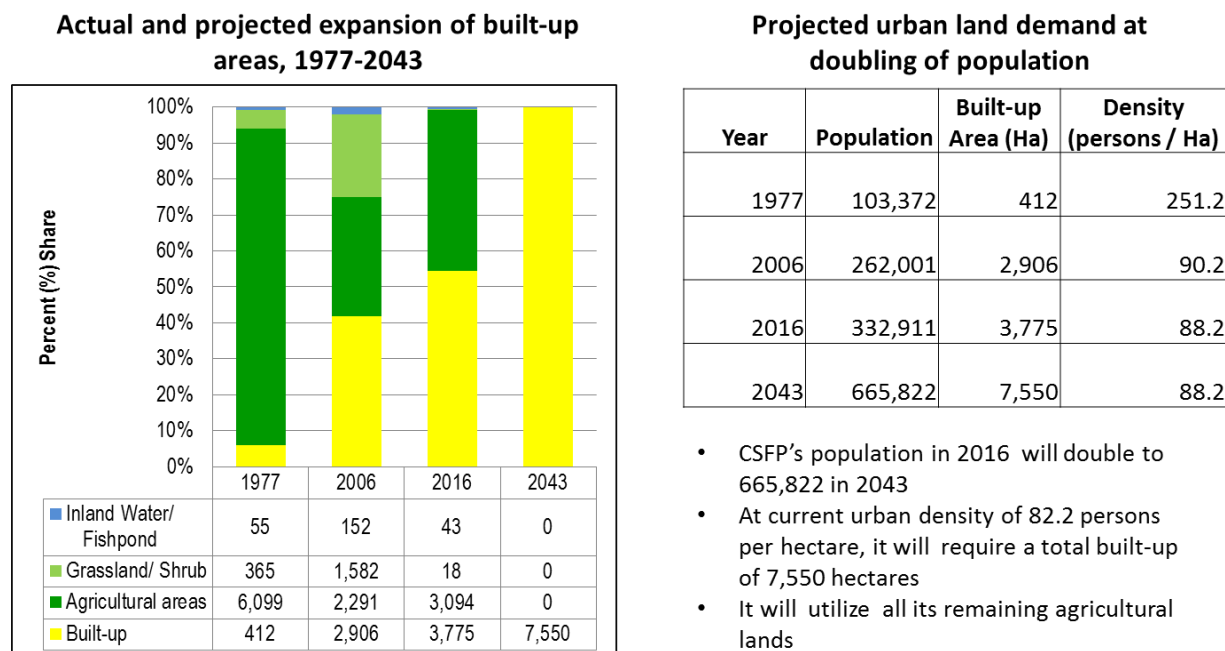 Actual and projected expansion of built-up
areas, 1977-2043
Percent (%) Share
100%
90%
80%
70%
60%
50%
40%
30%
20%
10%
0%
1977 2006 2016 2043
Inland Water/
Fishpond 55 152 43 0
Grassland/ Shrub 365 1,582 18 0
Agricultural areas 6,099 2,291 3,094 0
Built-up 412 2,906 3,775 7,550
Projected urban land demand at
doubling of population
Year Population Built-up Area (Ha) Density (persons / Ha)
1977 103,372 412 251.2
2006 262,001 2,906 90.2
2016 332,911 3,775 88.2
2043 665,822 7,550 88.2
• CSFP’s population in 2016 will double to
665,822 in 2043
• At current urban density of 82.2 persons
per hectare, it will require a total built-up
of 7,550 hectares
• It will utilize all its remaining agricultural
lands